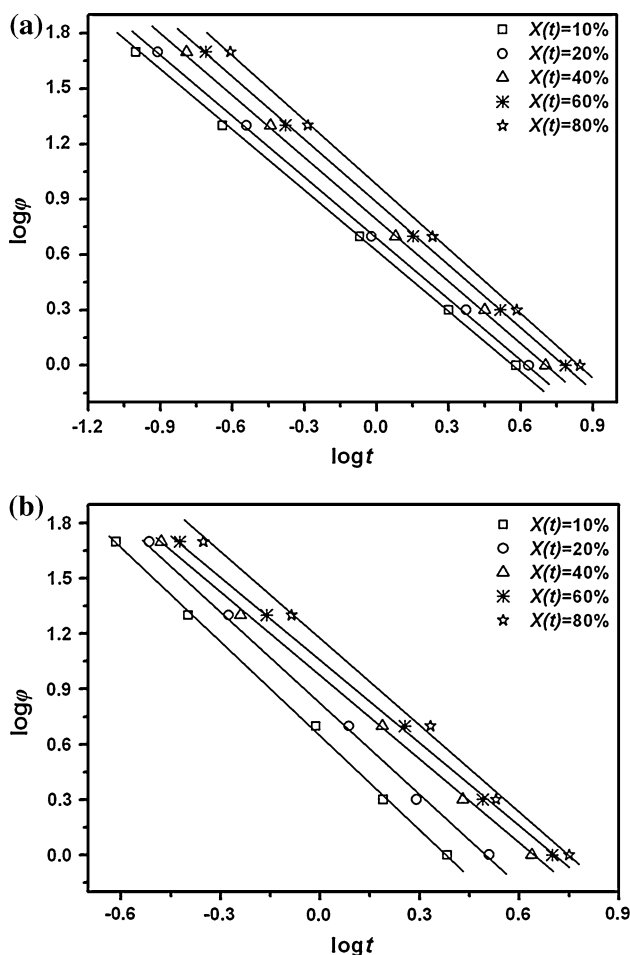 (a)
1.8
1.5
1.2
0.9
0.6
0.3
0.0
logφ
-1.2 -0.9 -0.6 -0.3 0.0 0.3 0.6 0.9
logt
X(t)=10%
X(t)=20%
X(t)=40%
X(t)=60%
X(t)=80%
(b)
1.8
1.5
1.2
0.9
0.6
0.3
0.0
logφ
-0.6 -0.3 0.0 0.3 0.6 0.9
logt
X(t)=10%
X(t)=20%
X(t)=40%
X(t)=60%
X(t)=80%